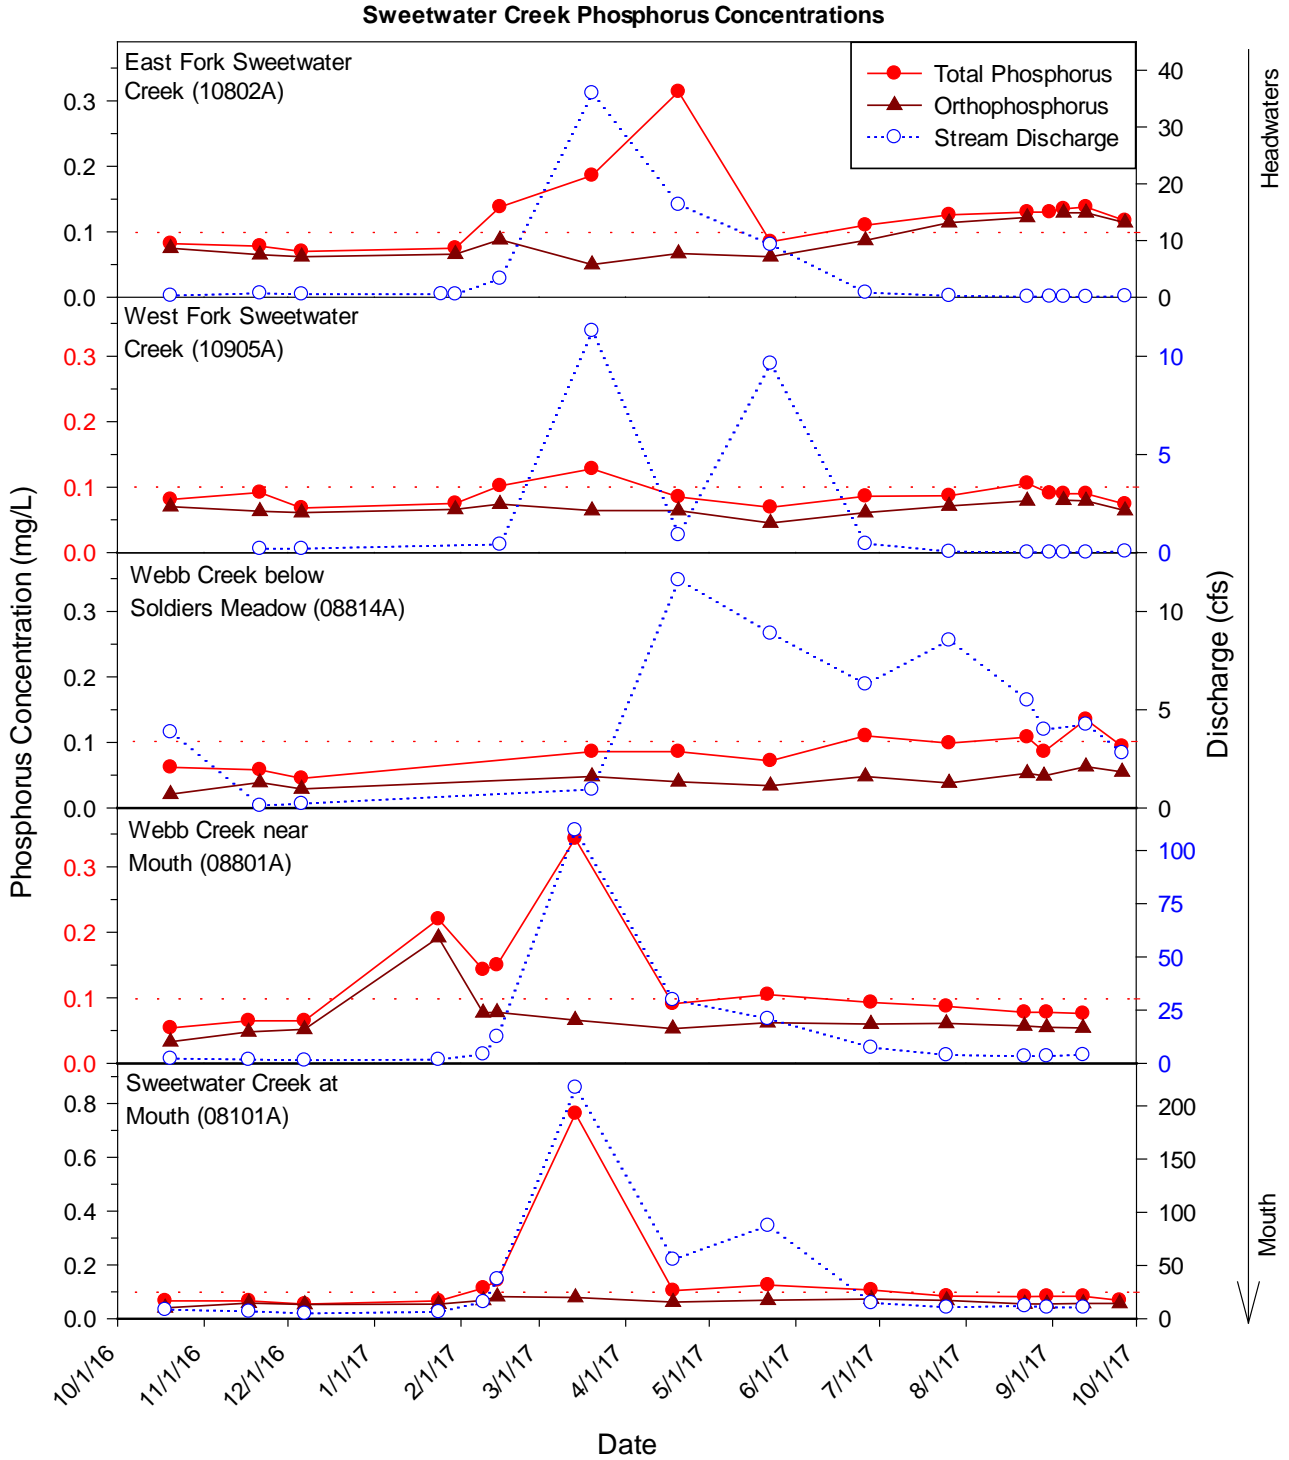 Sweetwater Creek Phosphorus Concentrations
East Fork Sweetwater
Creek (10802A)
Total Phosphorus
Orthophosphorus
Stream Discharge
0.3
0.2
0.1
0.0
40
30
20
10
0
Headwaters
West Fork Sweetwater
Creek (10905A)
0.3
0.2
0.1
0.0
10
5
0
Phosphorus Concentration (mg/L)
Webb Creek below
Soldiers Meadow (08814A)
0.3
0.2
0.1
0.0
10
5
0
Discharge (cfs)
Webb Creek near
Mouth (08801A)
0.3
0.2
0.1
0.0
100
75
50
25
0
Sweetwater Creek at
Mouth (08101A)
0.8
0.6
0.4
0.2
0.0
200
150
100
50
0
Mouth
10/1/16
11/1/16
12/1/16
1/1/17
2/1/17
3/1/17
4/1/17
5/1/17
6/1/17
7/1/17
8/1/17
9/1/17
10/1/17
Date